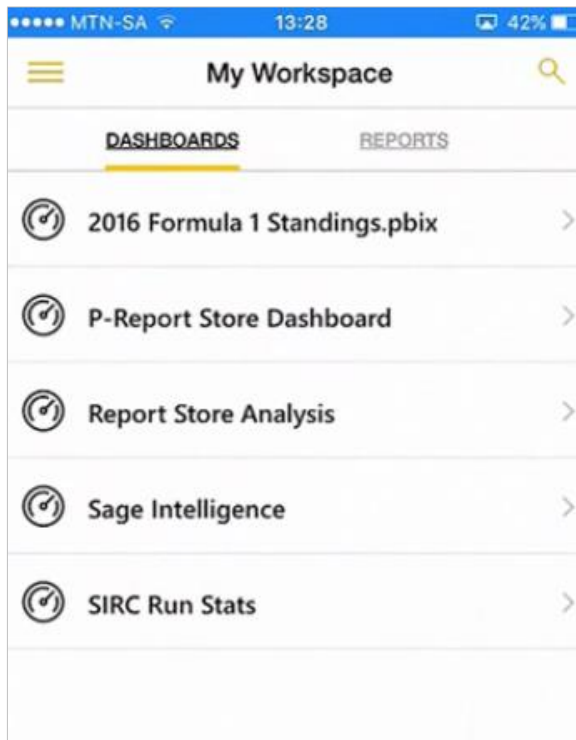 MTN-SA 13:28 42%
My Workspace
DASHBOARDS REPORTS
2016 Formula 1 Standings.pbix
P-Report Store Dashboard
Report Store Analysis
Sage Intelligence
SIRC Run Stats